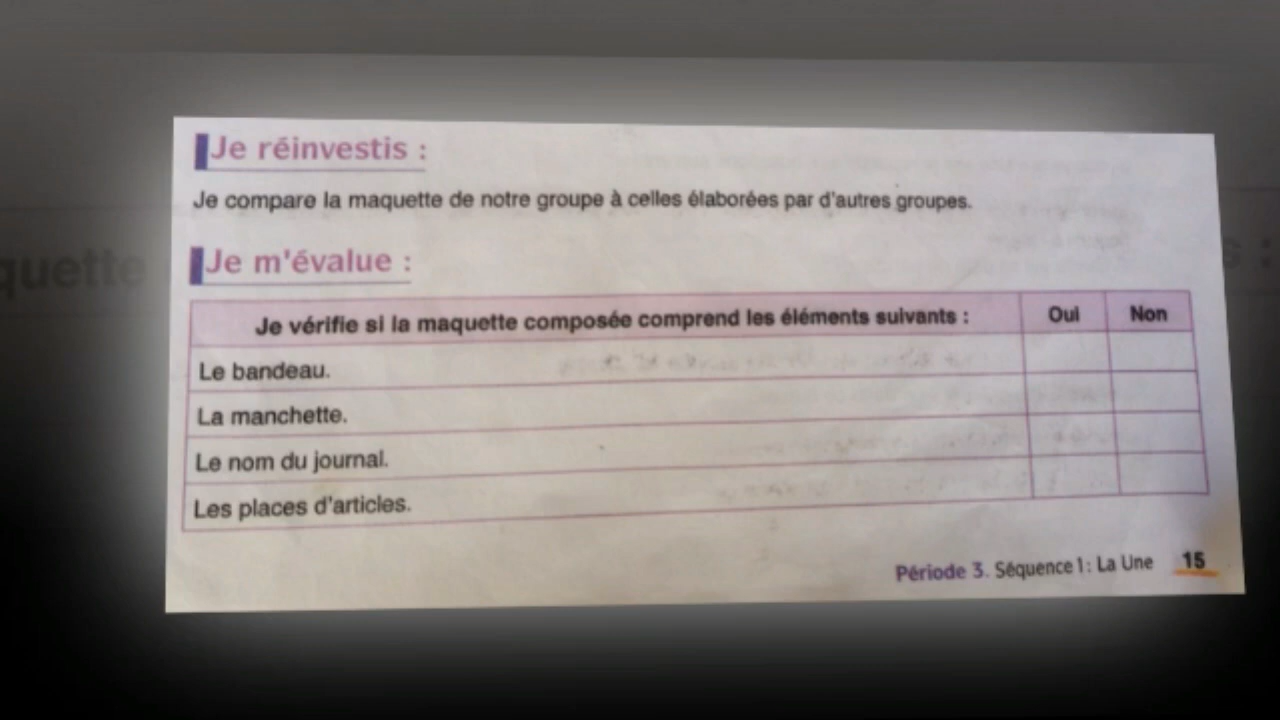 Je réinvestis :
Je compare la maquette de notre groupe à celles élaborées par d'autres groupes.
Je m'évalue :
Je vérifie si la maquette composée comprend les éléments suivants : Oui Non
Le bandeau.
La manchette.
Le nom du journal.
Les places d'articles.
Période 3. Séquence 1 : La Une 15
quette
s :